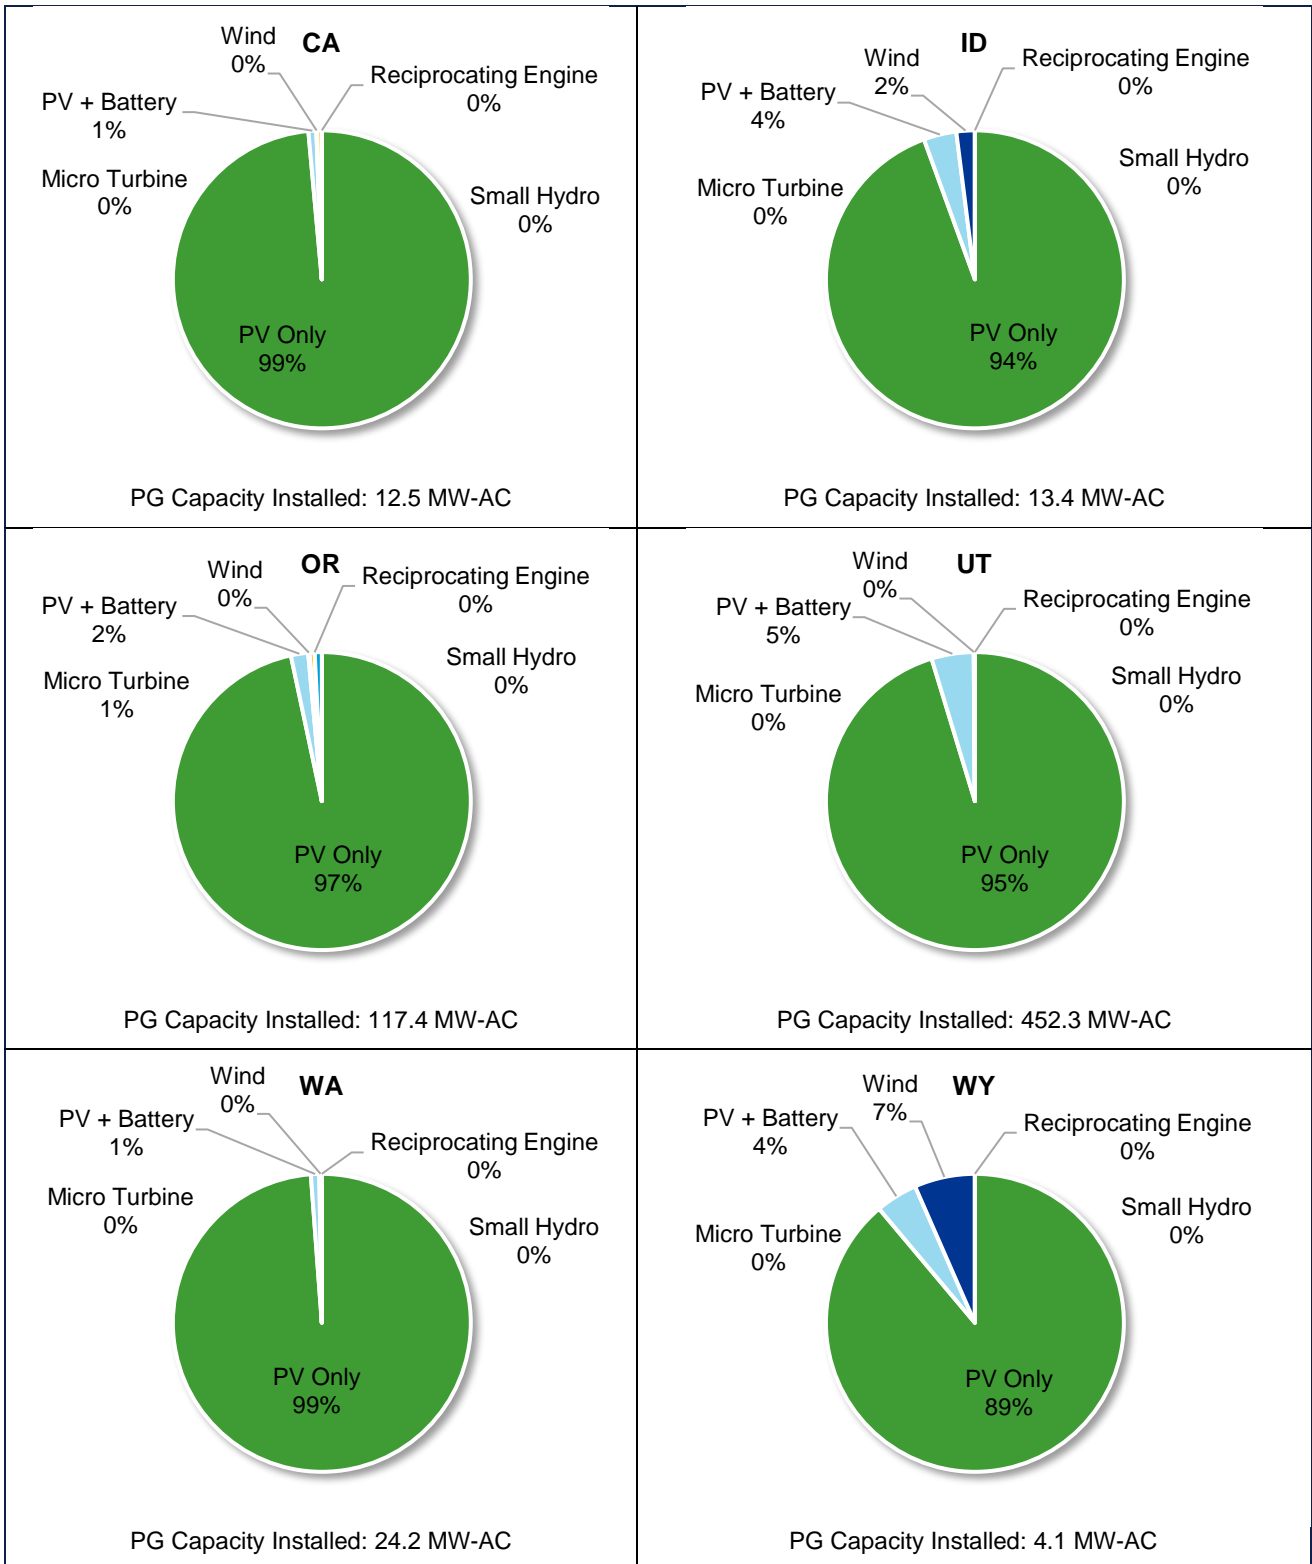 CA
Wind
0%
Reciprocating Engine
0%
PV + Battery
1%
Micro Turbine
0%
Small Hydro
0%
PV Only
99%
PG Capacity Installed: 12.5 MW-AC
ID
Wind
2%
Reciprocating Engine
0%
PV + Battery
4%
Small Hydro
0%
Micro Turbine
0%
PV Only
94%
PG Capacity Installed: 13.4 MW-AC
OR
Wind
0%
Reciprocating Engine
0%
PV + Battery
2%
Small Hydro
0%
Micro Turbine
1%
PV Only
97%
PG Capacity Installed: 117.4 MW-AC
UT
Wind
0%
Reciprocating Engine
0%
PV + Battery
5%
Small Hydro
0%
Micro Turbine
0%
PV Only
95%
PG Capacity Installed: 452.3 MW-AC
WA
Wind
0%
PV + Battery
1%
Reciprocating Engine
0%
Micro Turbine
0%
Small Hydro
0%
PV Only
99%
PG Capacity Installed: 24.2 MW-AC
WY
Wind
7%
PV + Battery
4%
Reciprocating Engine
0%
Small Hydro
0%
Micro Turbine
0%
PV Only
89%
PG Capacity Installed: 4.1 MW-AC